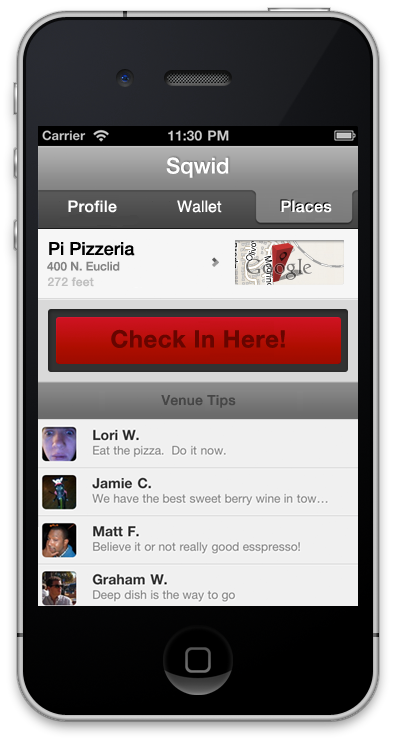 Carrier 11:30 PM
Sqwid
Profile Wallet Places
Pi Pizzeria
400 N. Euclid
272 feet
Google
Check In Here!
Venue Tips
Lori W.
Eat the pizza. Do it now.
Jamie C.
We have the best sweet berry wine in tow…
Matt F.
Believe it or not really good esspresso!
Graham W.
Deep dish is the way to go